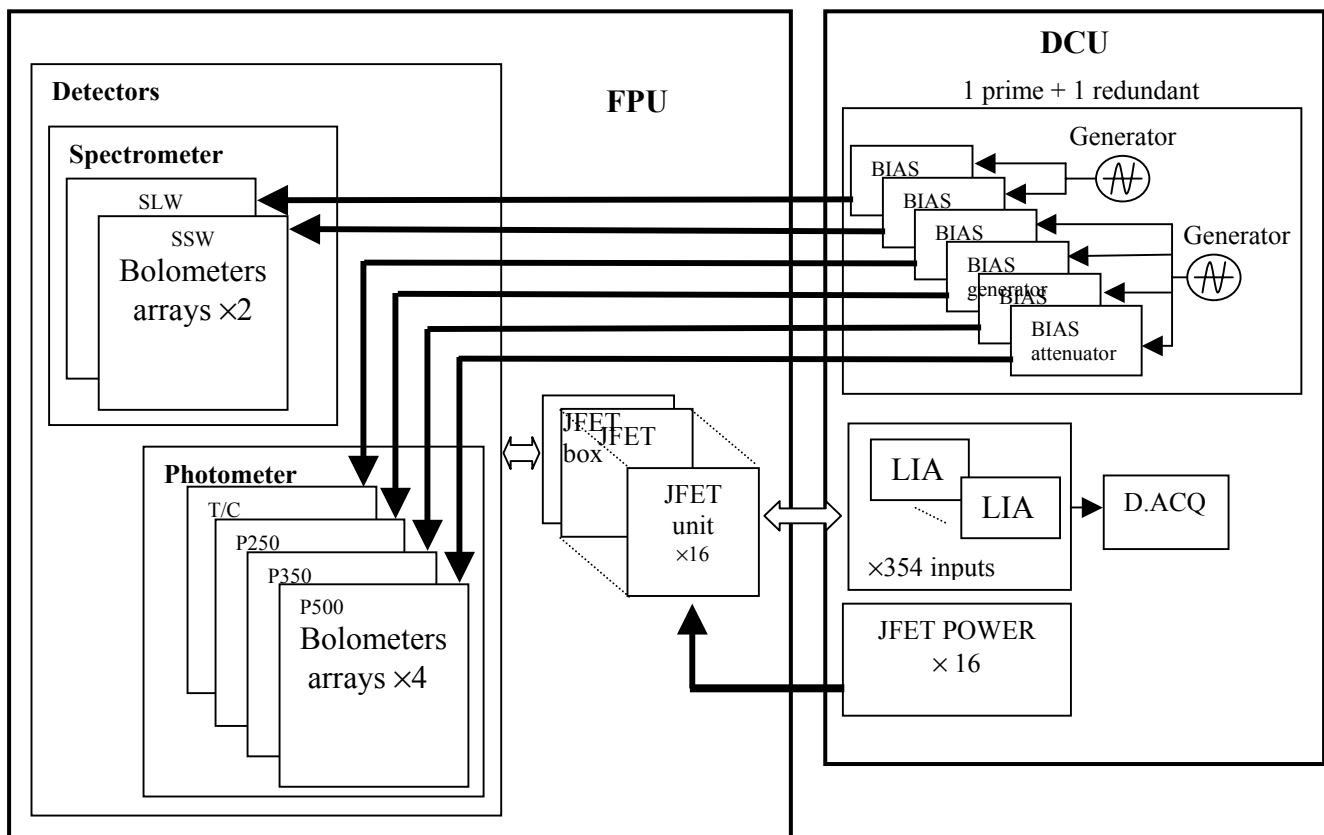 DCU
1 prime + 1 redundant
FPU
Detectors
Spectrometer
SLW
SSW
Bolometers
arrays ×2
Generator
Generator
BIAS
BIAS
BIAS
BIAS
generator
BIAS
BIAS
attenuator
JFET
box
JFET
JFET
unit
×16
Photometer
T/C
P250
P350
P500
Bolometers
arrays ×4
LIA
LIA
×354 inputs
D.ACQ
JFET POWER
× 16